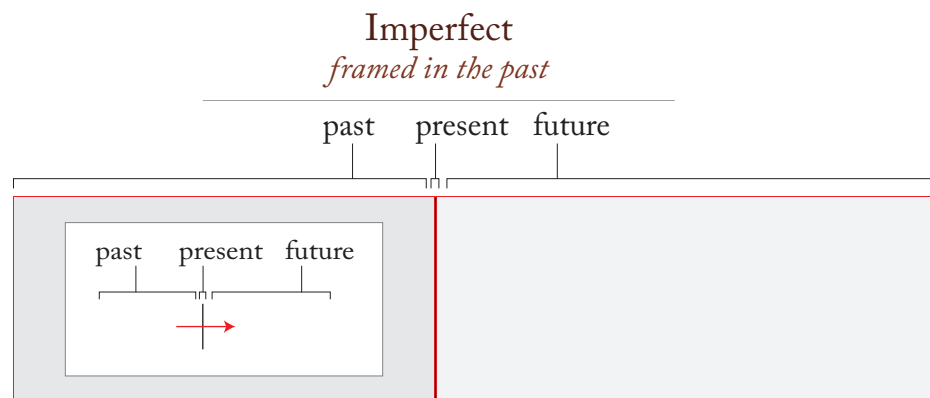 Imperfect
framed in the past
past present future
past present future